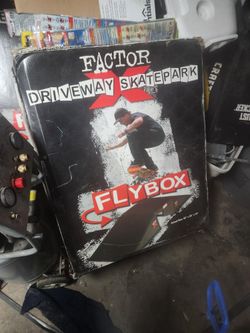 FACTOR
X
DRIVEWAY SKATEPARK
FLYBOX